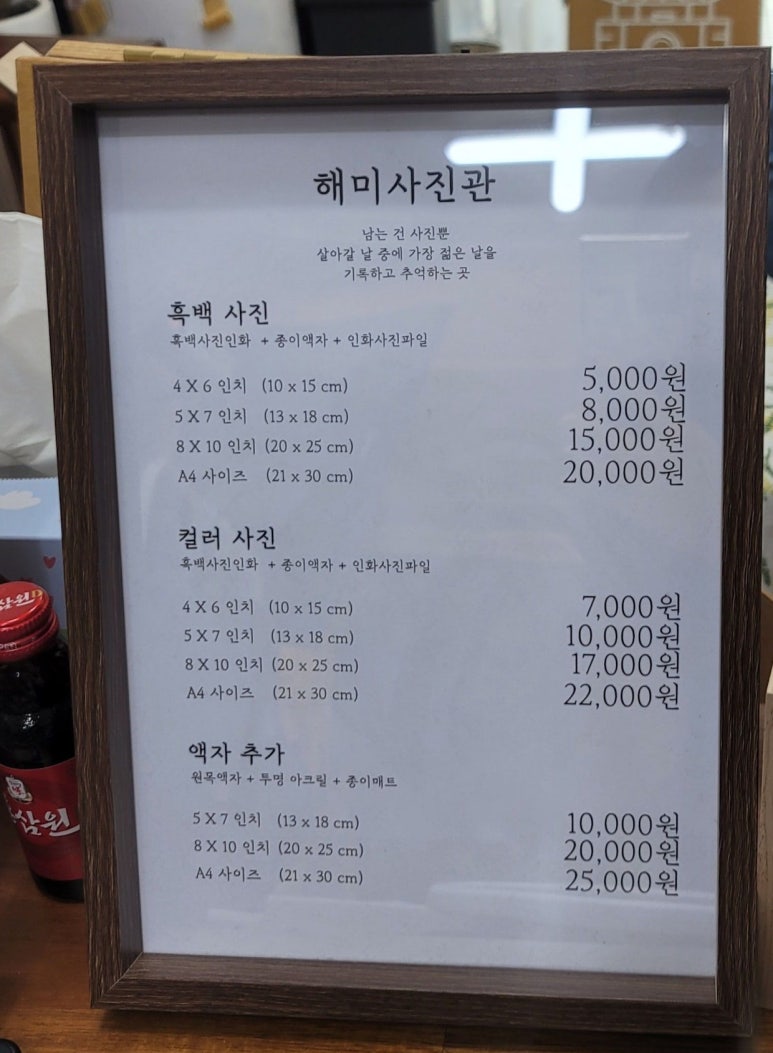 해미사진관
남는 건 사진뿐
살아갈 날 중에 가장 젊은 날을
기록하고 추억하는 곳
흑백 사진
흑백사진인화 + 종이액자 + 인화사진파일
4 X 6 인치 (10 x 15 cm) 5,000원
5 X 7 인치 (13 x 18 cm) 8,000원
8 X 10 인치 (20 x 25 cm) 15,000원
A4 사이즈 (21 x 30 cm) 20,000원
컬러 사진
흑백사진인화 + 종이액자 + 인화사진파일
4 X 6 인치 (10 x 15 cm) 7,000원
5 X 7 인치 (13 x 18 cm) 10,000원
8 X 10 인치 (20 x 25 cm) 17,000원
A4 사이즈 (21 x 30 cm) 22,000원
액자 추가
원목액자 + 투명 아크릴 + 종이매트
5 X 7 인치 (13 x 18 cm) 10,000원
8 X 10 인치 (20 x 25 cm) 20,000원
A4 사이즈 (21 x 30 cm) 25,000원
삼원
삼원